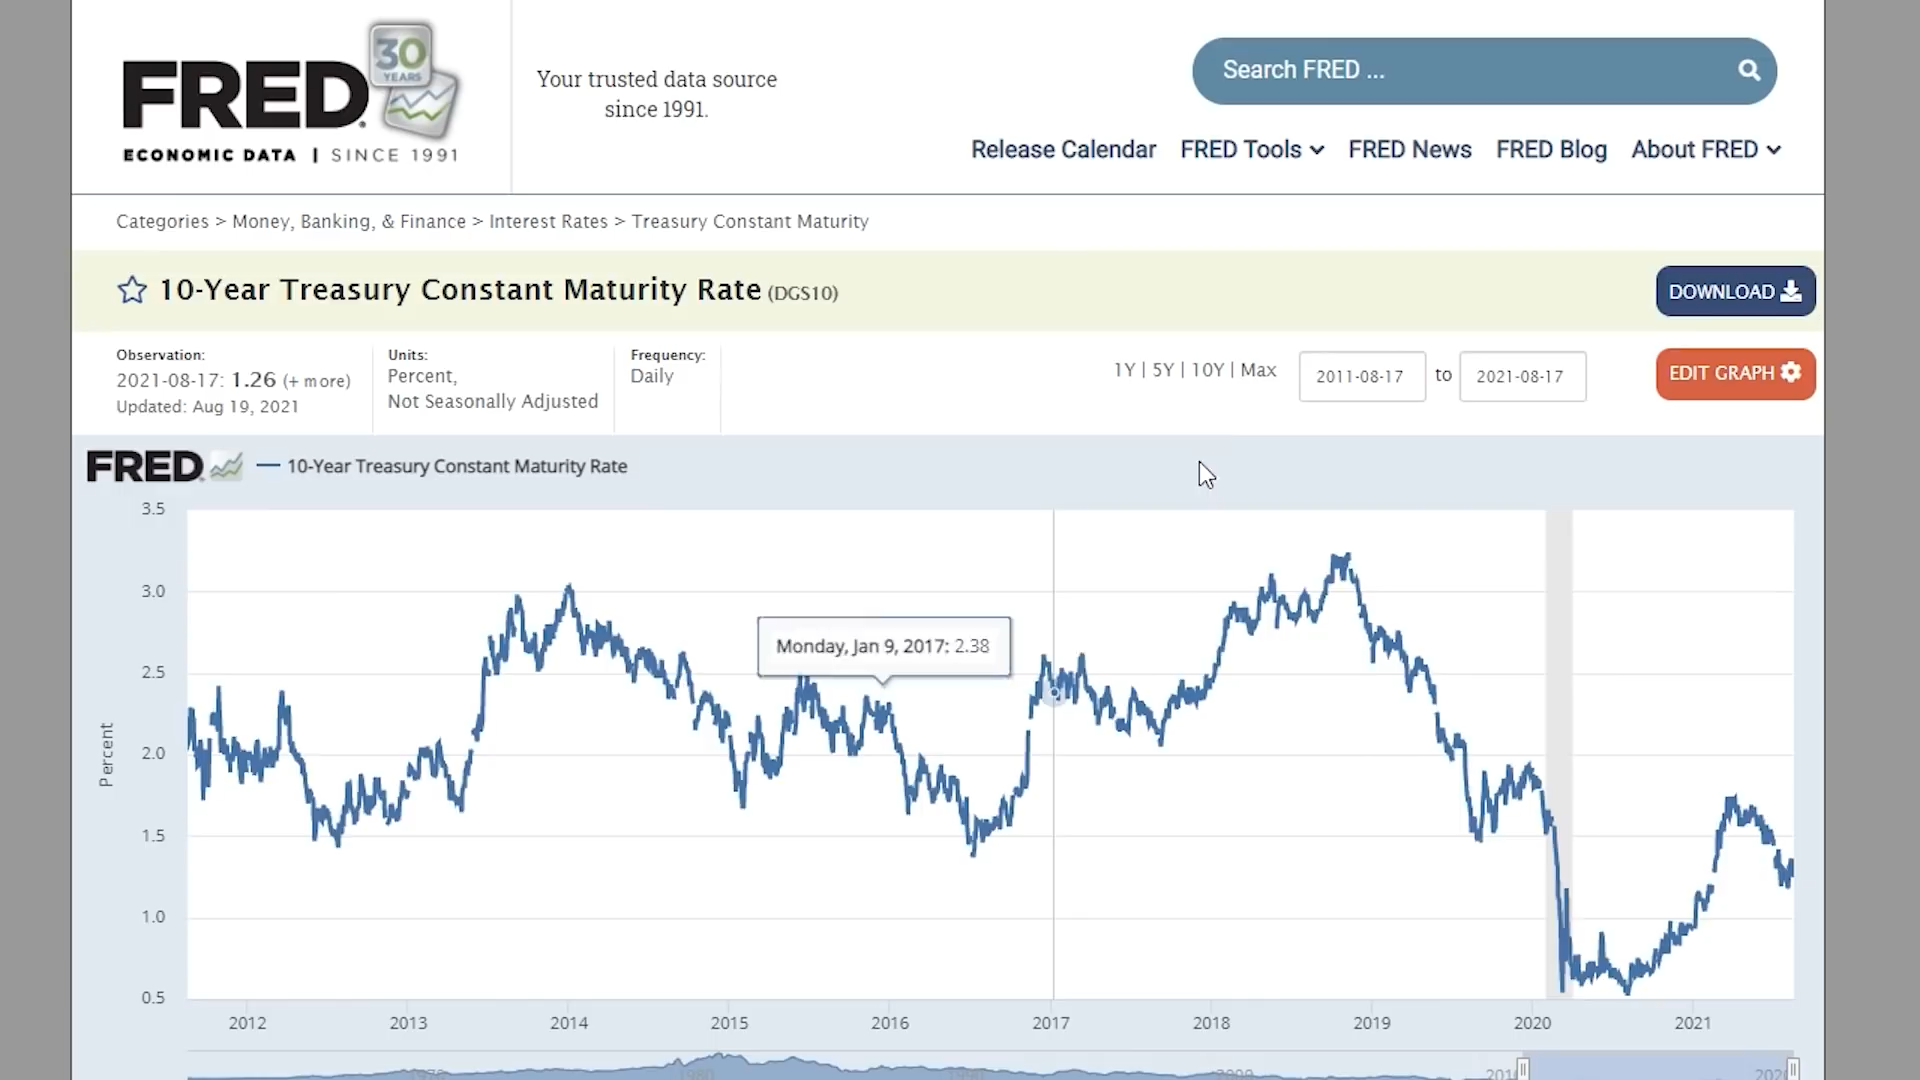 FRED
30
YEARS
ECONOMIC DATA | SINCE 1991
Your trusted data source
since 1991.
Search FRED ...
Release Calendar FRED Tools FRED News FRED Blog About FRED
Categories > Money, Banking, & Finance > Interest Rates > Treasury Constant Maturity
10-Year Treasury Constant Maturity Rate (DGS10)
DOWNLOAD
Observation:
2021-08-17: 1.26 (+ more)
Updated: Aug 19, 2021
Units:
Percent,
Not Seasonally Adjusted
Frequency:
Daily
1Y | 5Y | 10Y | Max
2011-08-17 to 2021-08-17
EDIT GRAPH
FRED
10-Year Treasury Constant Maturity Rate
3.5
3.0
2.5
2.0
1.5
1.0
0.5
Percent
Monday, Jan 9, 2017: 2.38
2012 2013 2014 2015 2016 2017 2018 2019 2020 2021
1970 1980 1990 2000